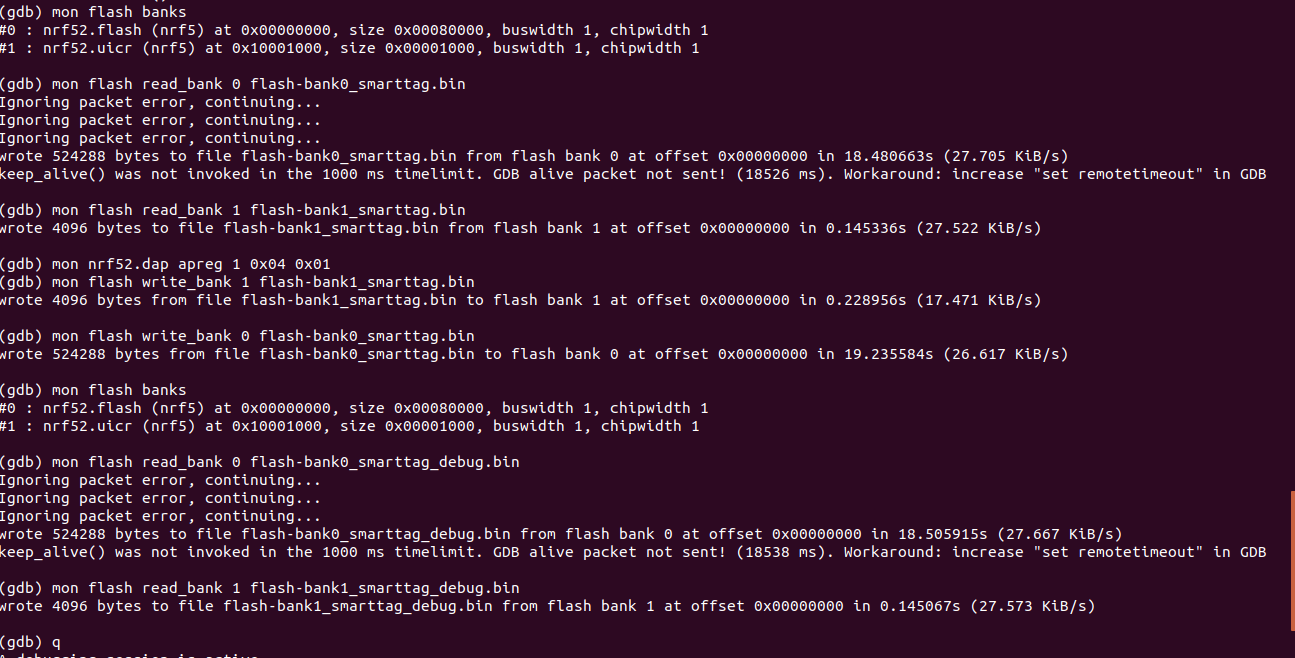 (gdb) mon flash banks
#0 : nrf52.flash (nrf5) at 0x00000000, size 0x00080000, buswidth 1, chipwidth 1
#1 : nrf52.uicr (nrf5) at 0x10001000, size 0x00001000, buswidth 1, chipwidth 1
(gdb) mon flash read_bank 0 flash-bank0_smarttag.bin
Ignoring packet error, continuing...
Ignoring packet error, continuing...
Ignoring packet error, continuing...
wrote 524288 bytes to file flash-bank0_smarttag.bin from flash bank 0 at offset 0x00000000 in 18.480663s (27.705 KiB/s)
keep_alive() was not invoked in the 1000 ms timelimit. GDB alive packet not sent! (18526 ms). Workaround: increase "set remotetimeout" in GDB
(gdb) mon flash read_bank 1 flash-bank1_smarttag.bin
wrote 4096 bytes to file flash-bank1_smarttag.bin from flash bank 1 at offset 0x00000000 in 0.145336s (27.522 KiB/s)
(gdb) mon nrf52.dap apreg 1 0x04 0x01
(gdb) mon flash write_bank 1 flash-bank1_smarttag.bin
wrote 4096 bytes from file flash-bank1_smarttag.bin to flash bank 1 at offset 0x00000000 in 0.228956s (17.471 KiB/s)
(gdb) mon flash write_bank 0 flash-bank0_smarttag.bin
wrote 524288 bytes from file flash-bank0_smarttag.bin to flash bank 0 at offset 0x00000000 in 19.235584s (26.617 KiB/s)
(gdb) mon flash banks
#0 : nrf52.flash (nrf5) at 0x00000000, size 0x00080000, buswidth 1, chipwidth 1
#1 : nrf52.uicr (nrf5) at 0x10001000, size 0x00001000, buswidth 1, chipwidth 1
(gdb) mon flash read_bank 0 flash-bank0_smarttag_debug.bin
Ignoring packet error, continuing...
Ignoring packet error, continuing...
Ignoring packet error, continuing...
wrote 524288 bytes to file flash-bank0_smarttag_debug.bin from flash bank 0 at offset 0x00000000 in 18.505915s (27.667 KiB/s)
keep_alive() was not invoked in the 1000 ms timelimit. GDB alive packet not sent! (18538 ms). Workaround: increase "set remotetimeout" in GDB
(gdb) mon flash read_bank 1 flash-bank1_smarttag_debug.bin
wrote 4096 bytes to file flash-bank1_smarttag_debug.bin from flash bank 1 at offset 0x00000000 in 0.145067s (27.573 KiB/s)
(gdb) q